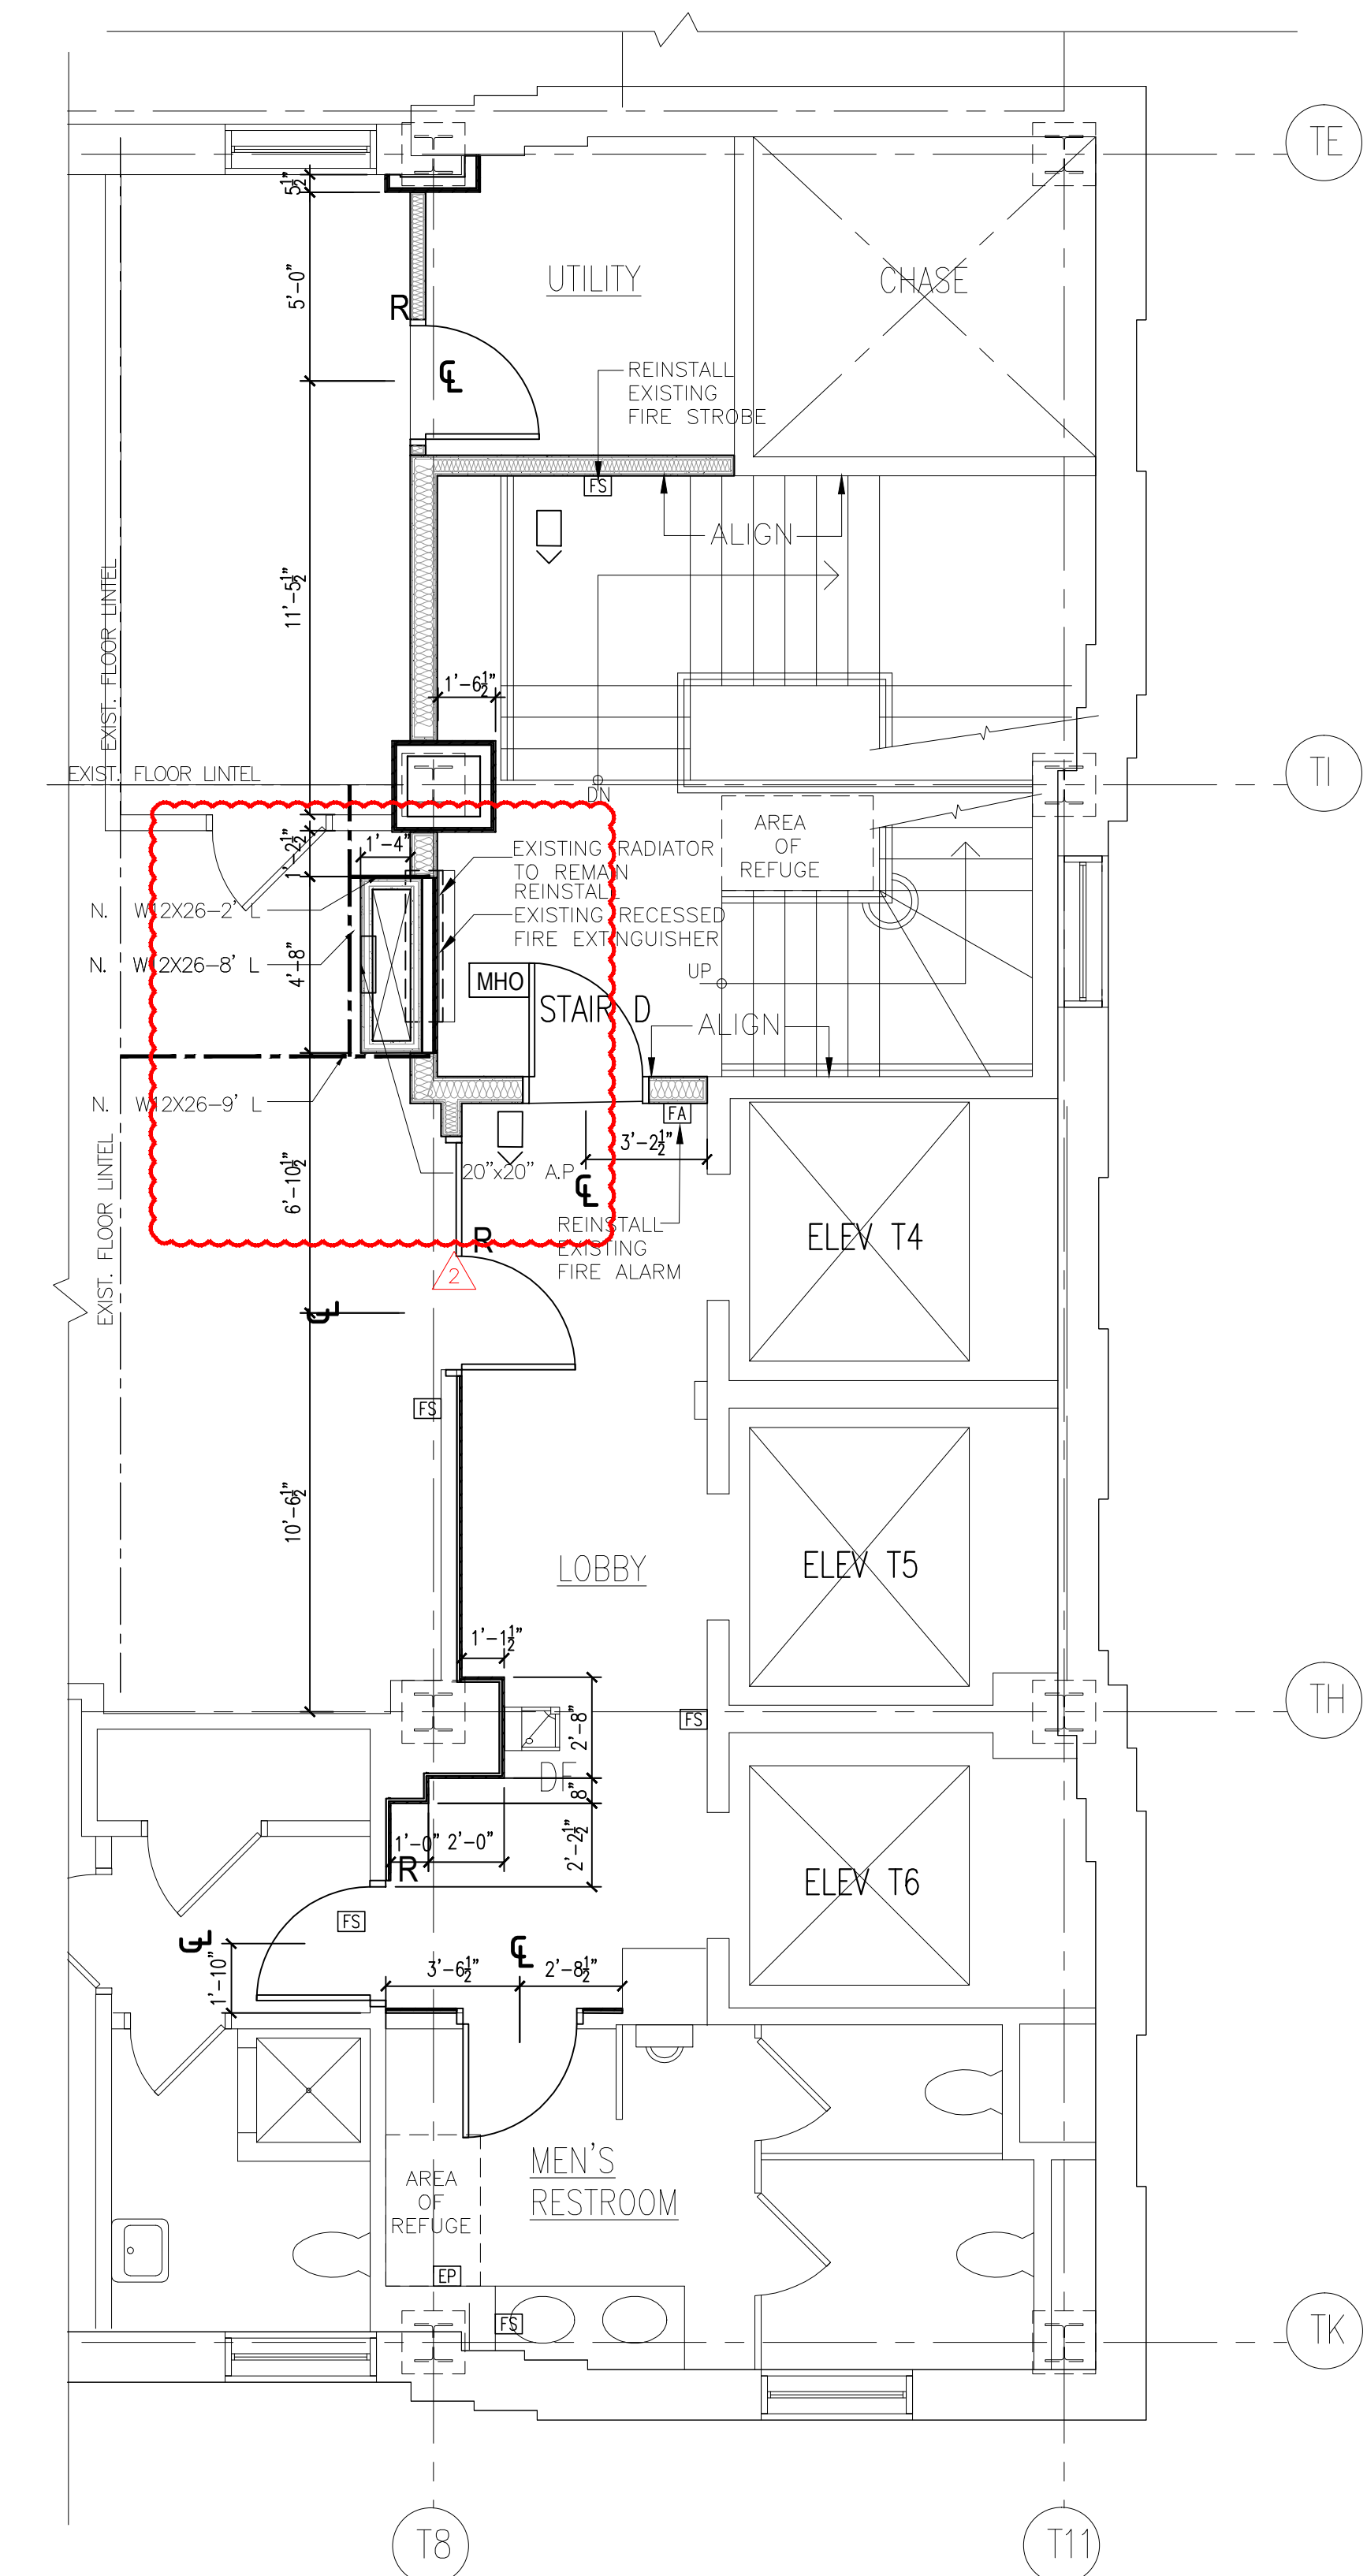 TE
5½"
5'-0"
R
UTILITY
CHASE
C L
REINSTALL
EXISTING
FIRE STROBE
FS
ALIGN
EXIST. FLOOR LINTEL
11'-5½"
1'-6½"
TI
EXIST. FLOOR LINTEL
DN
AREA
OF
REFUGE
1'-2½"
1'-4"
EXISTING RADIATOR
TO REMAIN
REINSTALL
EXISTING RECESSED
FIRE EXTINGUISHER
N. W12X26-2' L
N. W12X26-8' L
4'-8"
MHO
STAIR D
UP
ALIGN
N. W12X26-9' L
FA
3'-2½"
20"x20" A.P
C L
EXIST. FLOOR LINTEL
6'-10½"
REINSTALL
EXISTING
FIRE ALARM
R
2
ELEV T4
C L
FS
10'-6½"
LOBBY
ELEV T5
1'-1½"
2'-8"
FS
TH
DF
8"
1'-0"
2'-0"
2'-2½"
R
ELEV T6
FS
C L
1'-10"
3'-6½"
C L
2'-8½"
MEN'S
RESTROOM
AREA
OF
REFUGE
EP
FS
TK
T8
T11